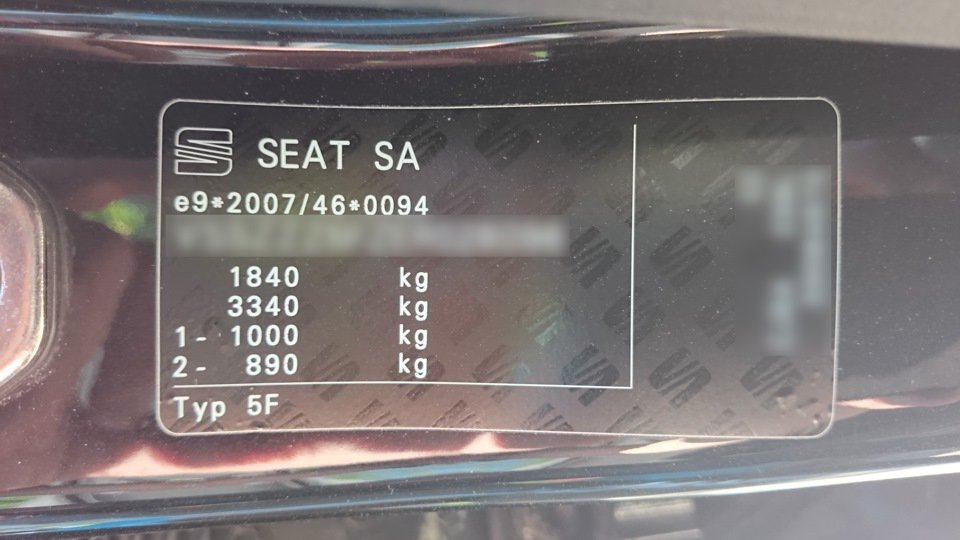 SEAT SA
e9*2007/46*0094
1840 kg
3340 kg
1- 1000 kg
2- 890 kg
Typ 5F